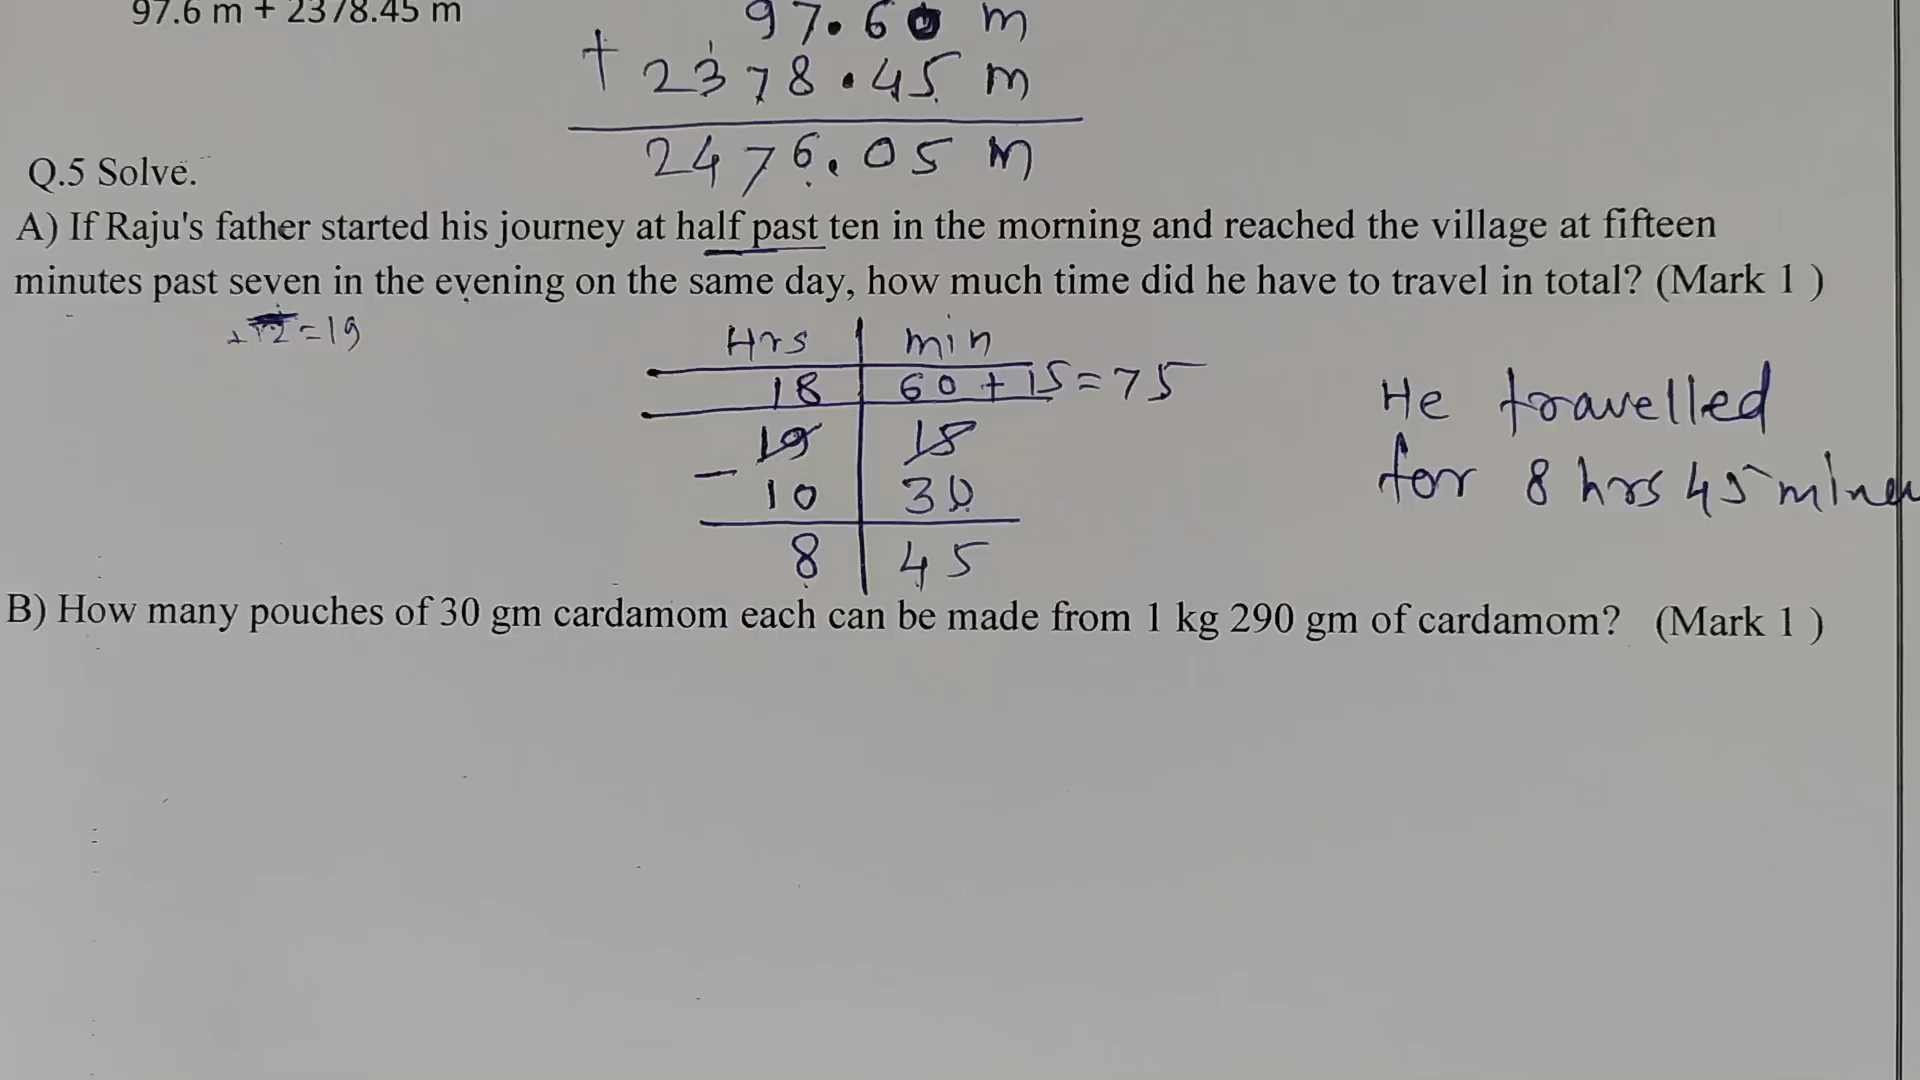 97.6 m + 2378.45 m
97.60 m
+ 2378.45 m
2476.05 m
Q.5 Solve.
A) If Raju's father started his journey at half past ten in the morning and reached the village at fifteen
minutes past seven in the evening on the same day, how much time did he have to travel in total? (Mark 1 )
+12=19
Hrs min
18 60 + 15 = 75
19 15
- 10 30
8 45
He travelled
for 8 hrs 45
B) How many pouches of 30 gm cardamom each can be made from 1 kg 290 gm of cardamom? (Mark 1 )